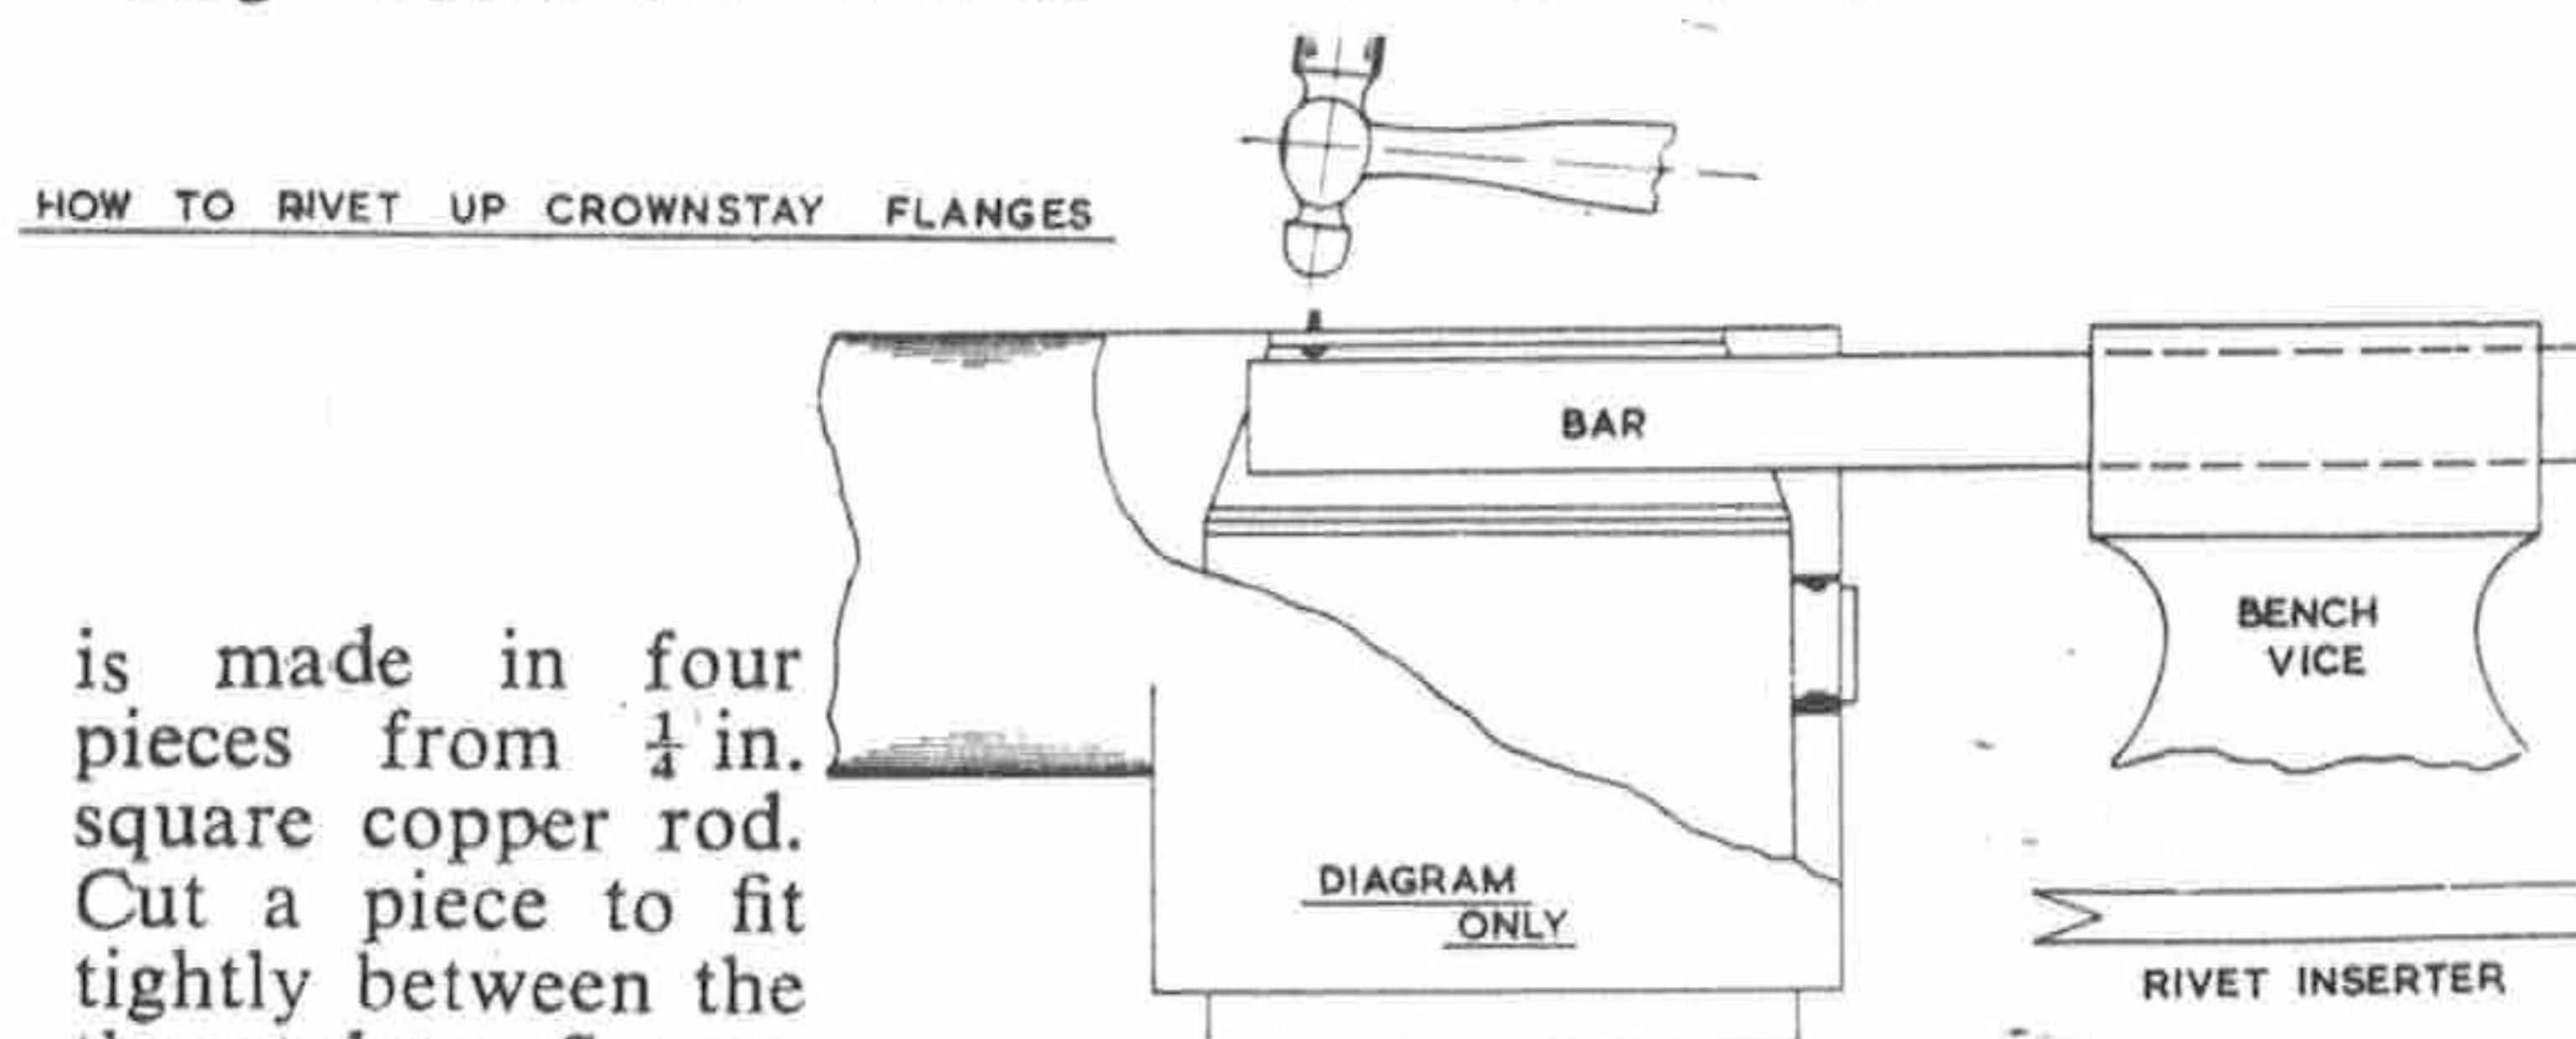 HOW TO RIVET UP CROWNSTAY FLANGES
BAR
BENCH
VICE
is made in four
pieces from ¼ in.
square copper rod.
Cut a piece to fit
tightly between the
DIAGRAM
ONLY
RIVET INSERTER